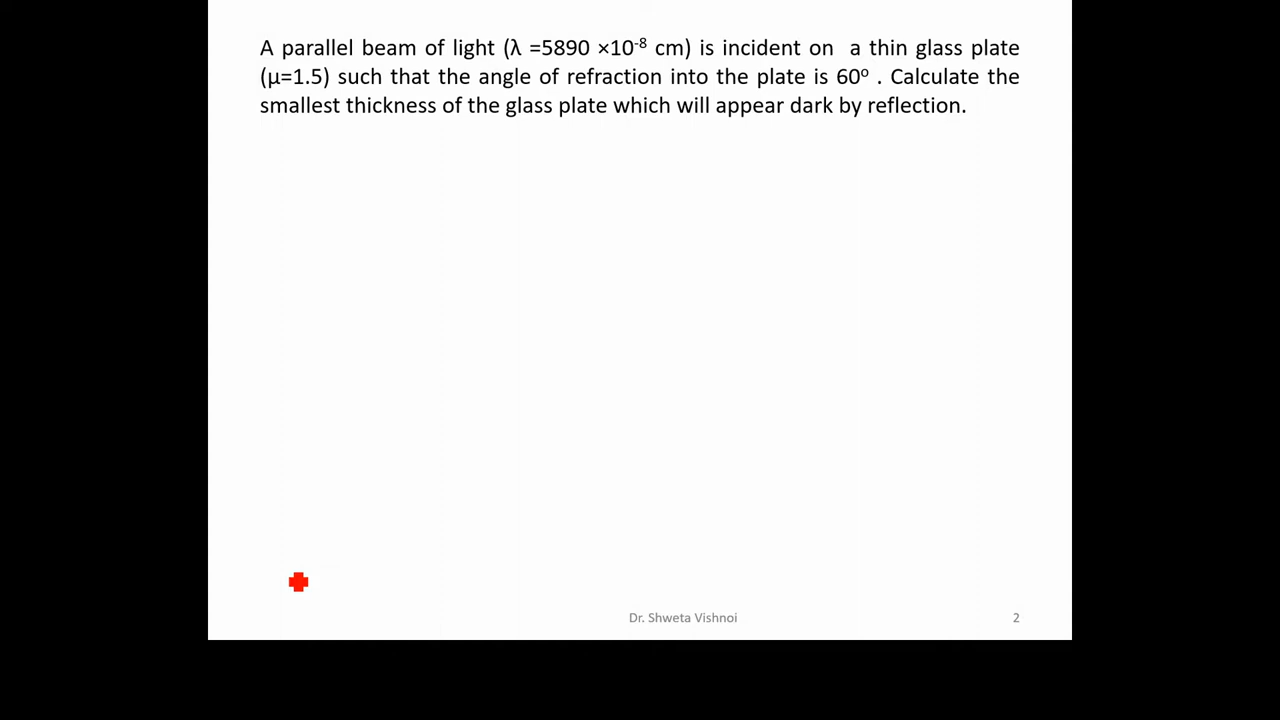 A parallel beam of light (λ =5890 ×10⁻⁸ cm) is incident on a thin glass plate
(μ=1.5) such that the angle of refraction into the plate is 60ᵒ . Calculate the
smallest thickness of the glass plate which will appear dark by reflection.
Dr. Shweta Vishnoi
2